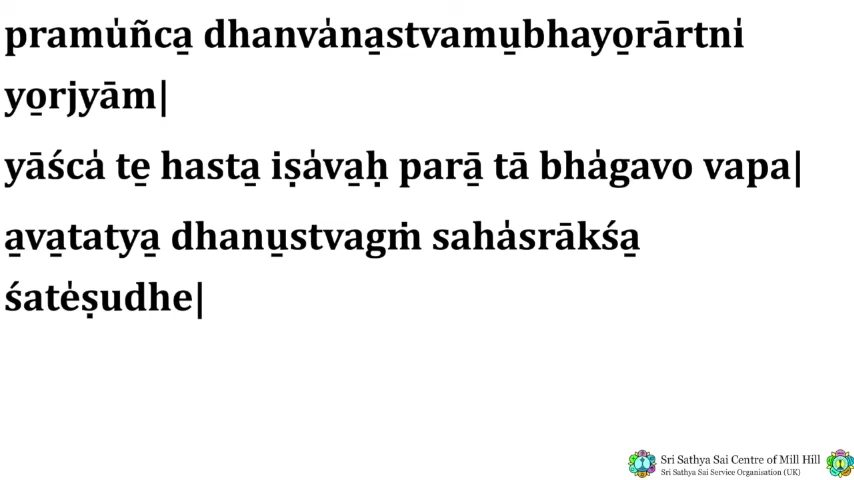 pramu̍ñca̱ dhanva̍na̱stvamu̱bhayo̱rārtni̍
yo̱rjyām|
yāśca̍ te̱ hasta̱ iṣa̍va̱ḥ parā̱ tā bha̍gavo vapa|
a̱va̱tatya̱ dhanu̱stvagṁ saha̍srākśa̱
śate̍ṣudhe|
Sri Sathya Sai Centre of Mill Hill
Sri Sathya Sai Service Organisation (UK)